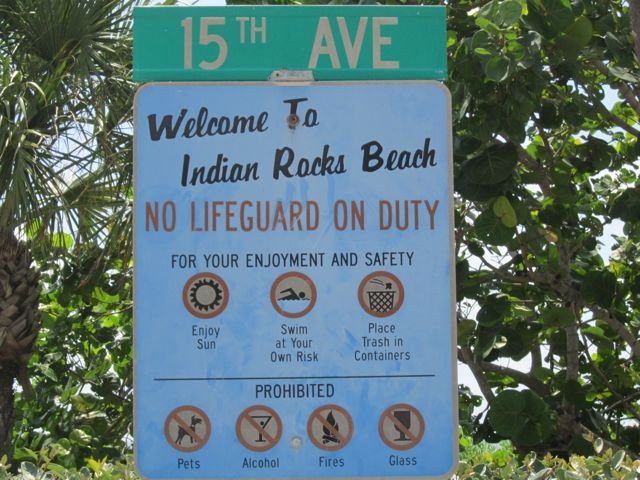 15TH AVE
Welcome To
Indian Rocks Beach
NO LIFEGUARD ON DUTY
FOR YOUR ENJOYMENT AND SAFETY
Enjoy Sun
Swim at Your Own Risk
Place Trash in Containers
PROHIBITED
Pets Alcohol Fires Glass